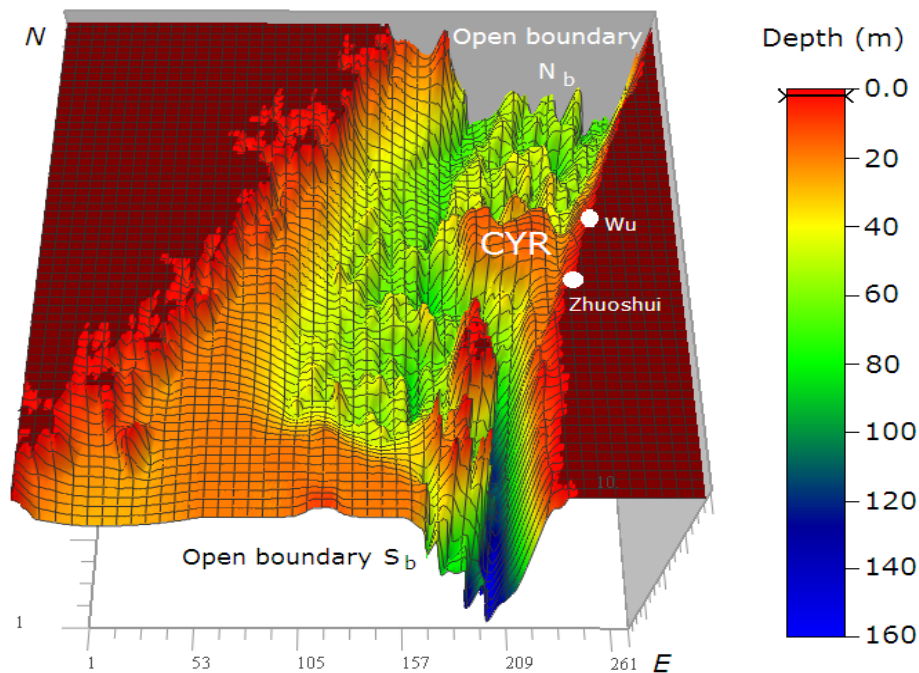 N
Open boundary
N b
Depth (m)
0.0
20
40
60
80
100
120
140
160
Wu
CYR
Zhuoshui
10
Open boundary S b
1
1
53
105
157
209
261
E